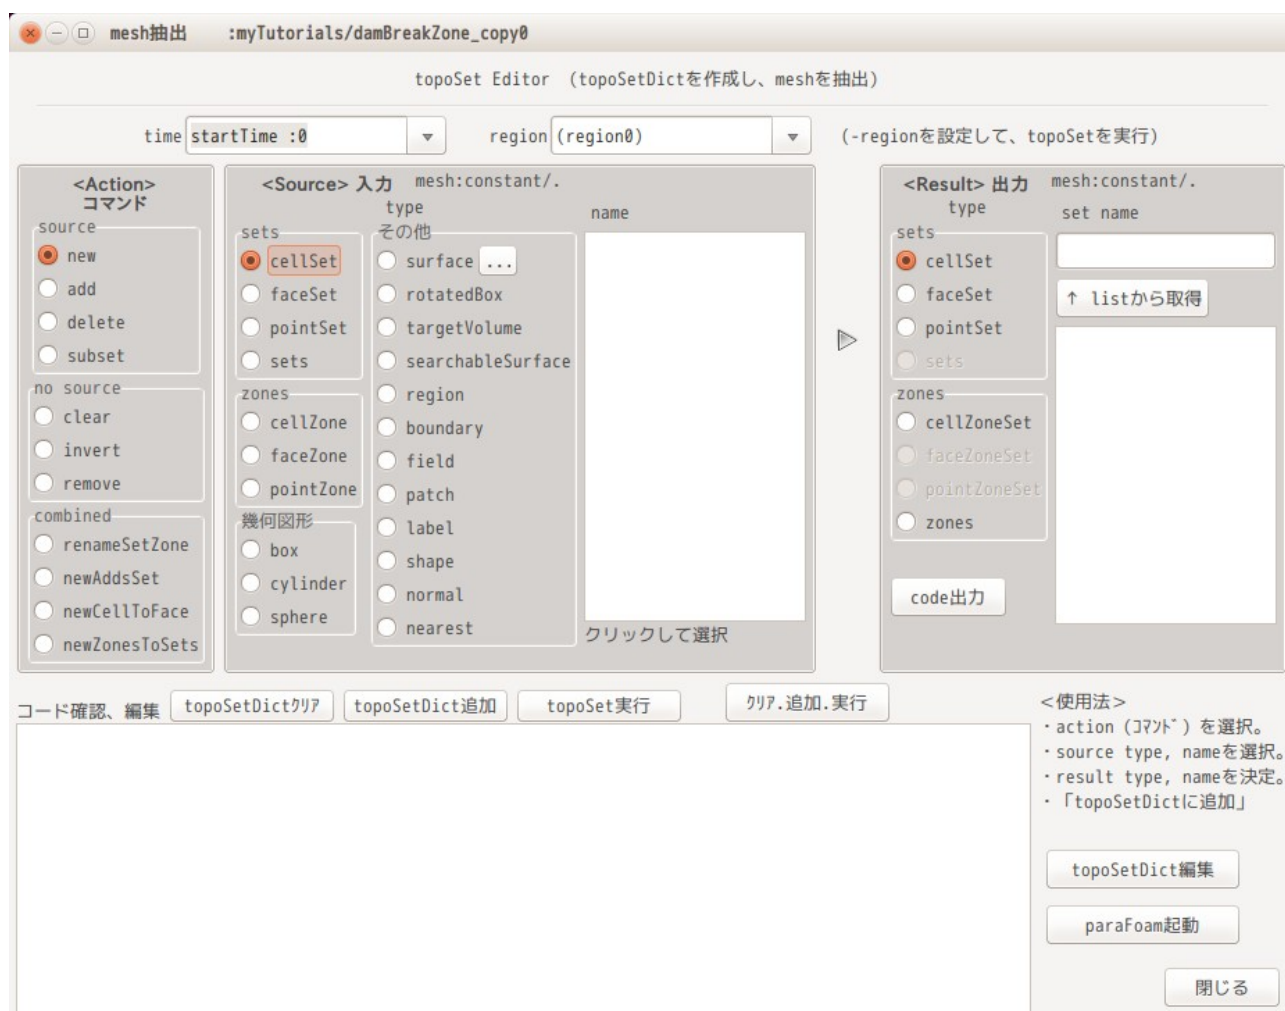 mesh抽出 :myTutorials/damBreakZone_copy0
topoSet Editor (topoSetDictを作成し、meshを抽出)
time startTime :0 region (region0) (-regionを設定して、topoSetを実行)
<Action>
コマンド
source
new
add
delete
subset
no source
clear
invert
remove
combined
renameSetZone
newAddsSet
newCellToFace
newZonesToSets
<Source> 入力 mesh:constant/.
type
name
sets
cellSet
faceSet
pointSet
sets
zones
cellZone
faceZone
pointZone
幾何図形
box
cylinder
sphere
その他
surface ...
rotatedBox
targetVolume
searchableSurface
region
boundary
field
patch
label
shape
normal
nearest
クリックして選択
<Result> 出力 mesh:constant/.
type
set name
sets
cellSet
faceSet
pointSet
sets
zones
cellZoneSet
faceZoneSet
pointZoneSet
zones
↑ listから取得
code出力
コード確認、編集 topoSetDictｸﾘｱ topoSetDict追加 topoSet実行 ｸﾘｱ.追加.実行
<使用法>
・action (ｺﾏﾝﾄﾞ) を選択。
・source type, nameを選択。
・result type, nameを決定。
・「topoSetDictに追加」
topoSetDict編集
paraFoam起動
閉じる